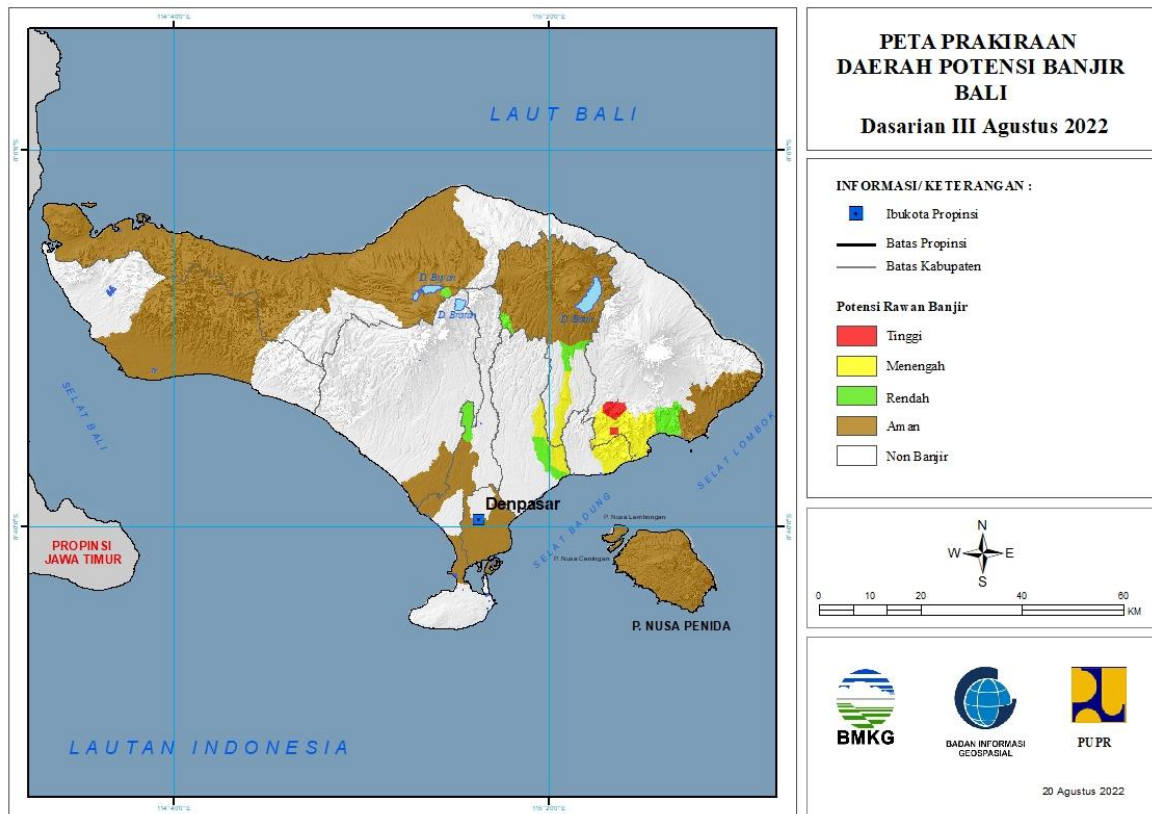 PETA PRAKIRAAN
DAERAH POTENSI BANJIR
BALI
Dasarian III Agustus 2022
INFORMASI/KETERANGAN :
Ibukota Propinsi
Batas Propinsi
Batas Kabupaten
Potensi Rawan Banjir
Tinggi
Menengah
Rendah
Aman
Non Banjir
N
W E
S
0 10 20 40 60
KM
BMKG
BADAN INFORMASI
GEOSPASIAL
PUPR
20 Agustus 2022
LAUT BALI
D. Buyan
D. Bratan
D. Batur
SELAT BALI
SELAT LOMBOK
Denpasar
SELAT BADUNG
P. Nusa Lembongan
P. Nusa Ceningan
PROPINSI
JAWA TIMUR
P. NUSA PENIDA
LAUTAN INDONESIA